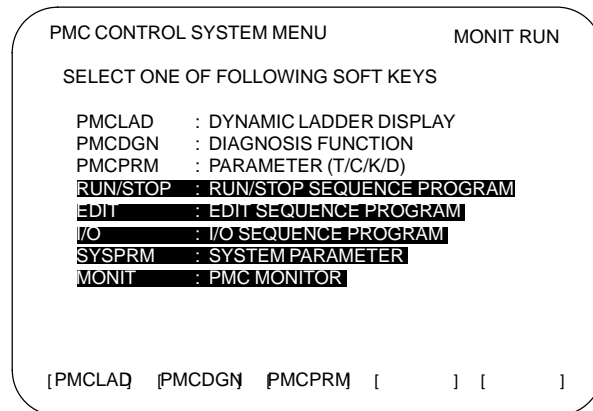 PMC CONTROL SYSTEM MENU MONIT RUN
SELECT ONE OF FOLLOWING SOFT KEYS
PMCLAD : DYNAMIC LADDER DISPLAY
PMCDGN : DIAGNOSIS FUNCTION
PMCPRM : PARAMETER (T/C/K/D)
RUN/STOP : RUN/STOP SEQUENCE PROGRAM
EDIT : EDIT SEQUENCE PROGRAM
I/O : I/O SEQUENCE PROGRAM
SYSPRM : SYSTEM PARAMETER
MONIT : PMC MONITOR
[PMCLAD] [PMCDGN] [PMCPRM] [ ] [ ]